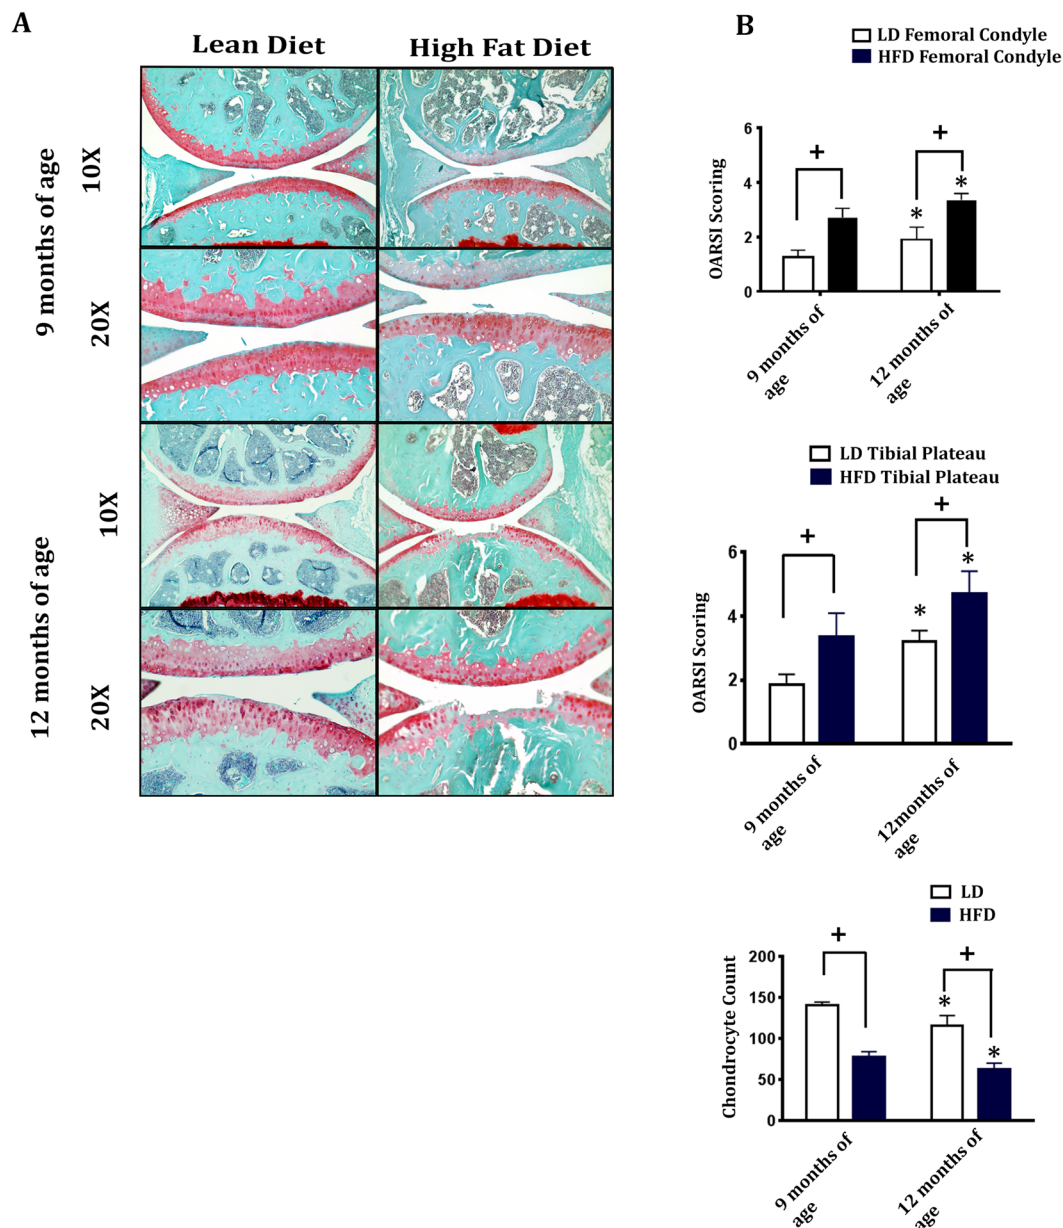 A
Lean Diet
High Fat Diet
9 months of age
10X
20X
12 months of age
10X
20X
B
LD Femoral Condyle
HFD Femoral Condyle
OARSI Scoring
6
4
2
0
+
+
*
*
9 months of
age
12 months of
age
LD Tibial Plateau
HFD Tibial Plateau
OARSI Scoring
6
4
2
0
+
+
*
*
9 months of
age
12months of
age
LD
HFD
Chondrocyte Count
200
150
100
50
0
+
+
*
*
9 months of
age
12 months of
age